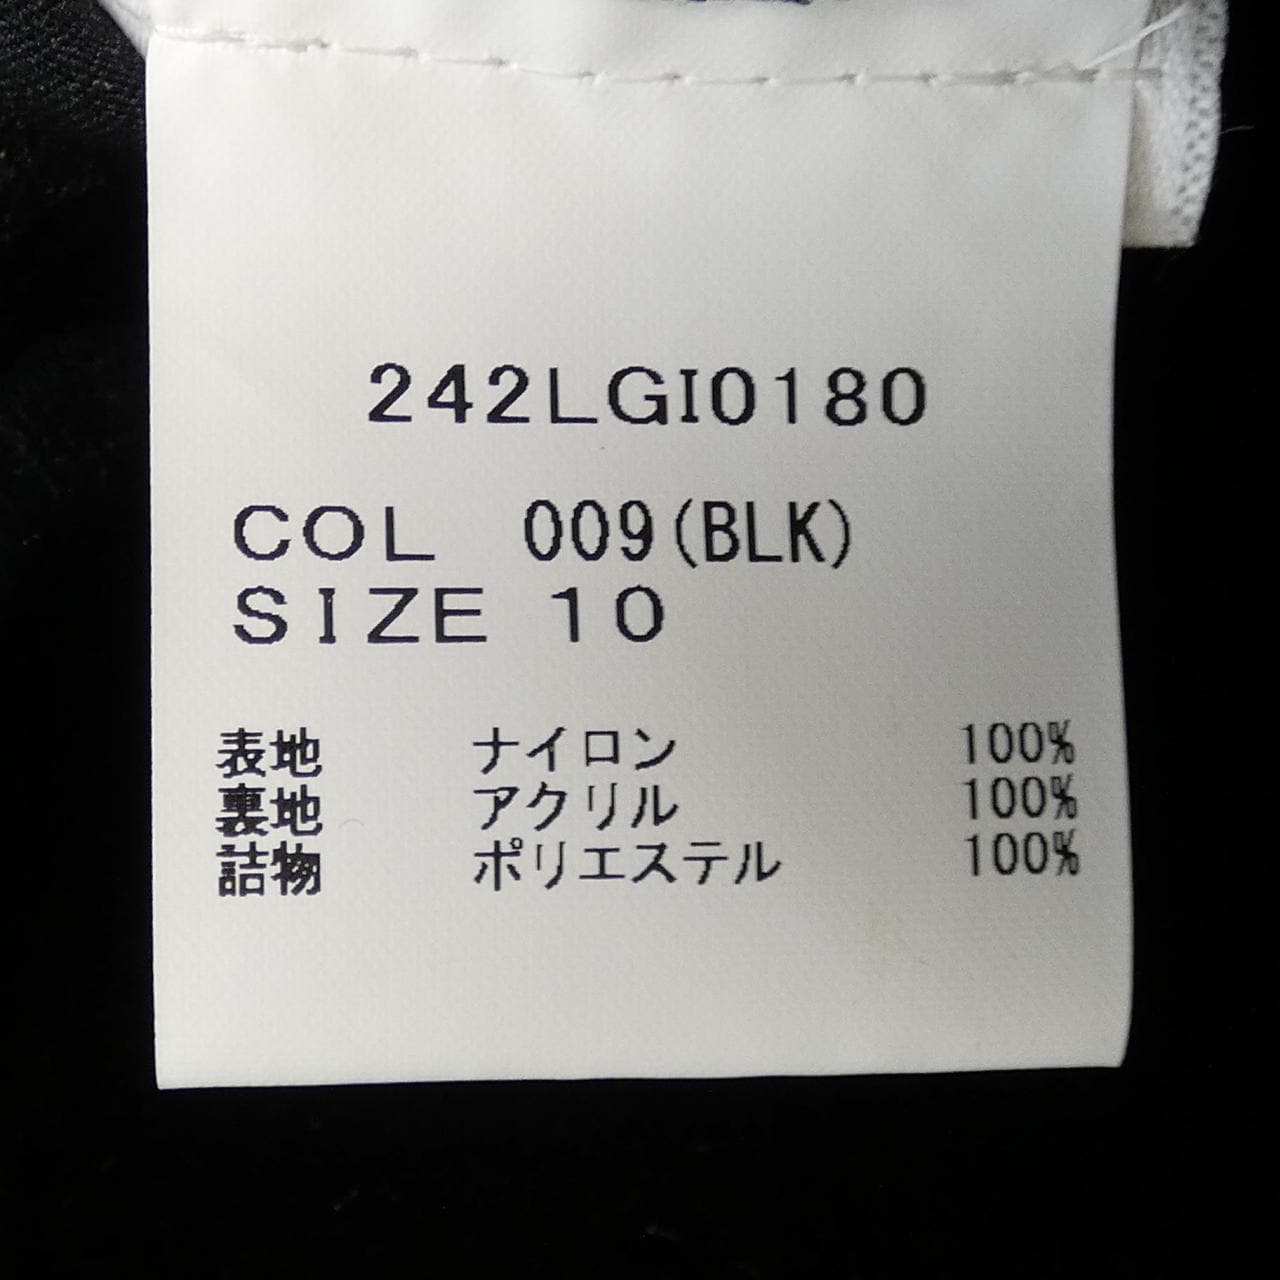 242LGI0180
COL 009(BLK)
SIZE 10
表地 ナイロン 100%
裏地 アクリル 100%
詰物 ポリエステル 100%